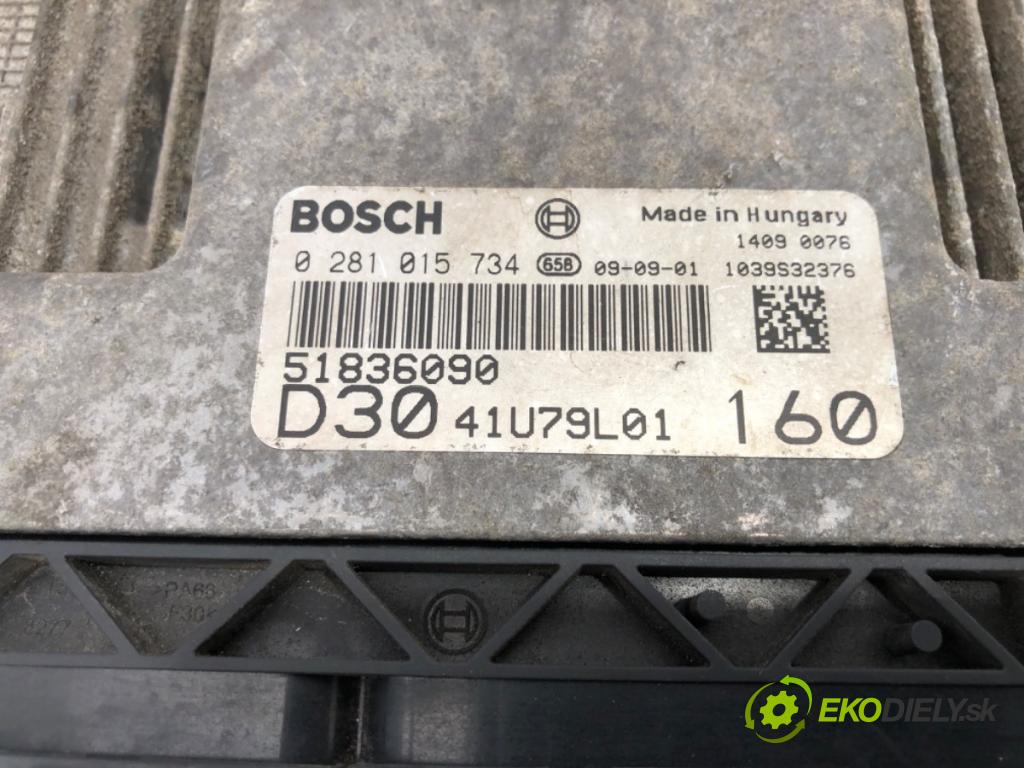 BOSCH Made in Hungary
1409 0076
0 281 015 734 658 09-09-01 1039S32376
51836090
D30 41U79L01 160
EKODIELY.sk